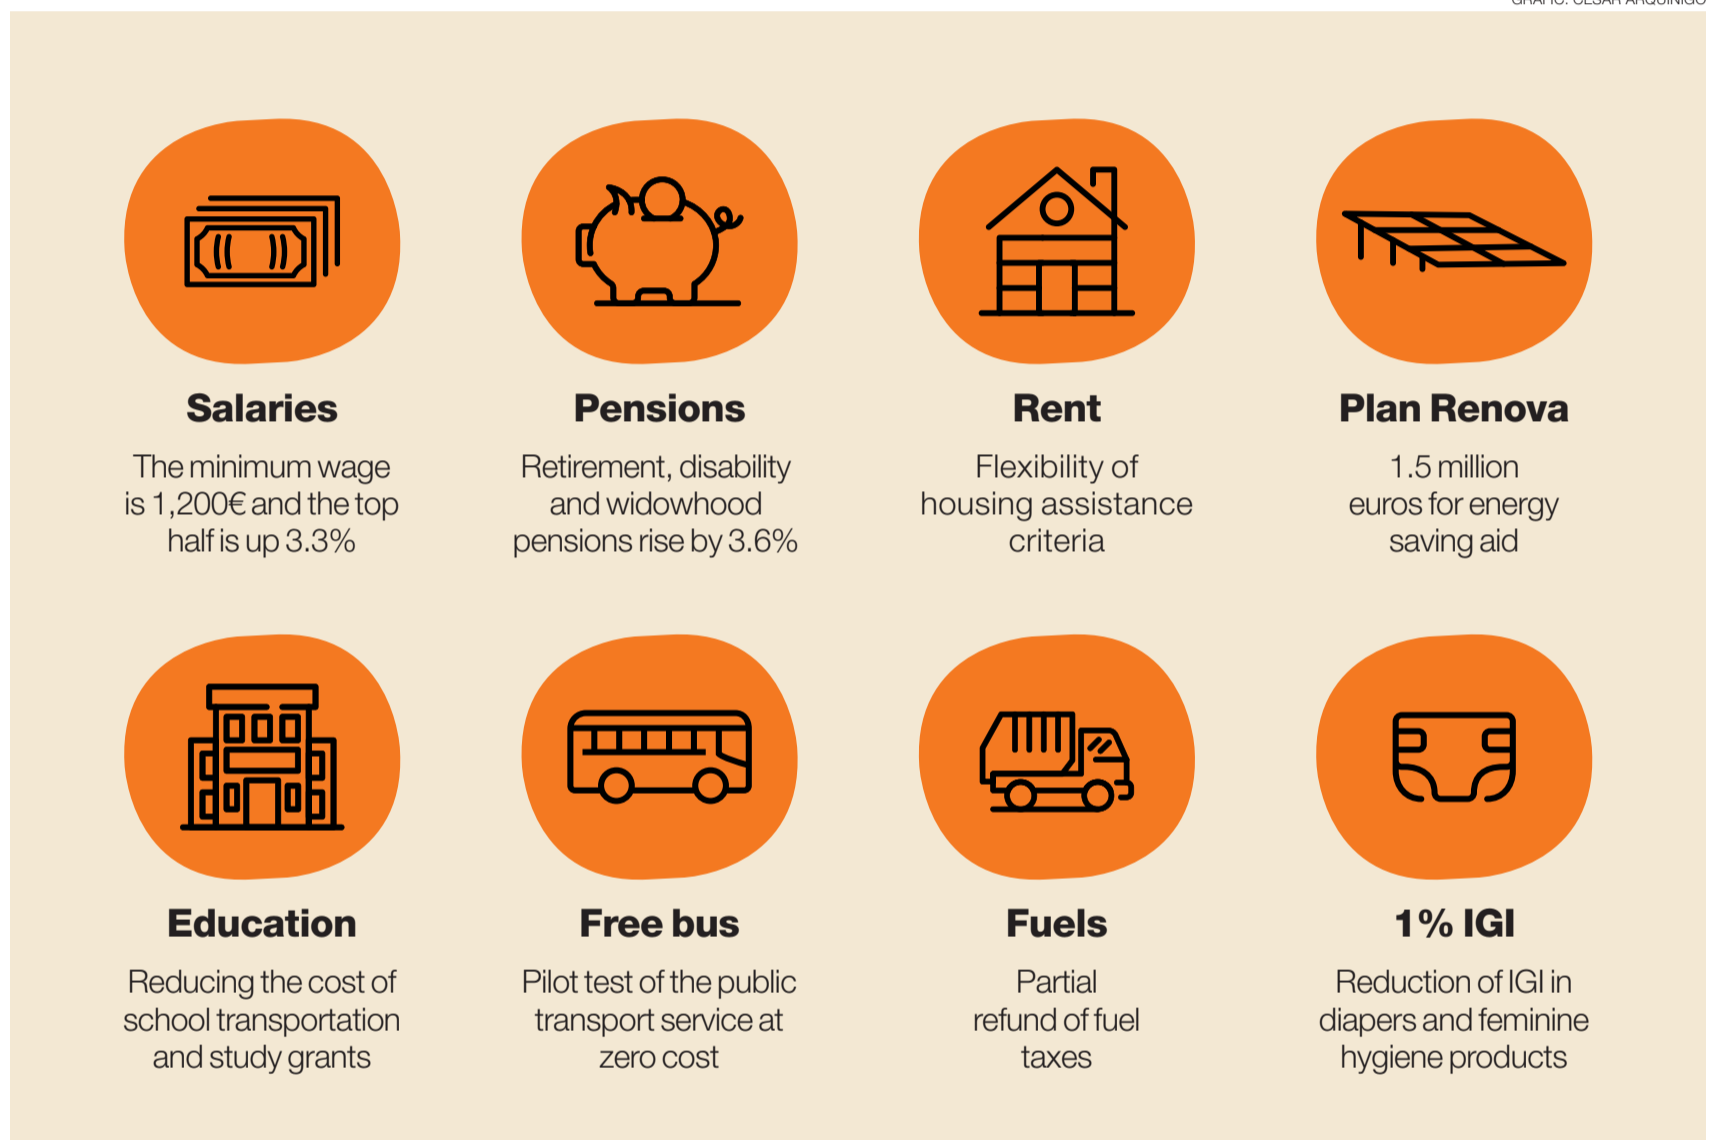 GRÀFIC: CÉSAR ARQUÍÑIGO
Salaries
The minimum wage
is 1,200€ and the top
half is up 3.3%
Pensions
Retirement, disability
and widowhood
pensions rise by 3.6%
Rent
Flexibility of
housing assistance
criteria
Plan Renova
1.5 million
euros for energy
saving aid
Education
Reducing the cost of
school transportation
and study grants
Free bus
Pilot test of the public
transport service at
zero cost
Fuels
Partial
refund of fuel
taxes
1% IGI
Reduction of IGI in
diapers and feminine
hygiene products